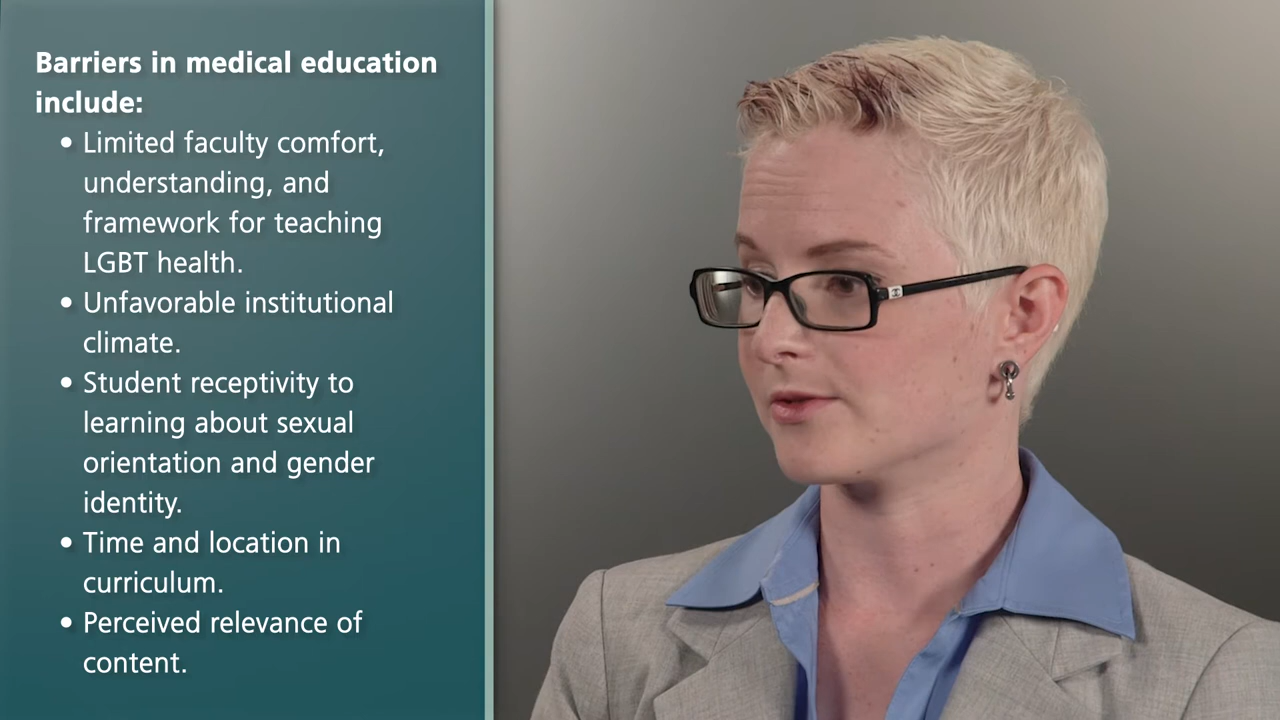 Barriers in medical education
include:
• Limited faculty comfort,
understanding, and
framework for teaching
LGBT health.
• Unfavorable institutional
climate.
• Student receptivity to
learning about sexual
orientation and gender
identity.
• Time and location in
curriculum.
• Perceived relevance of
content.